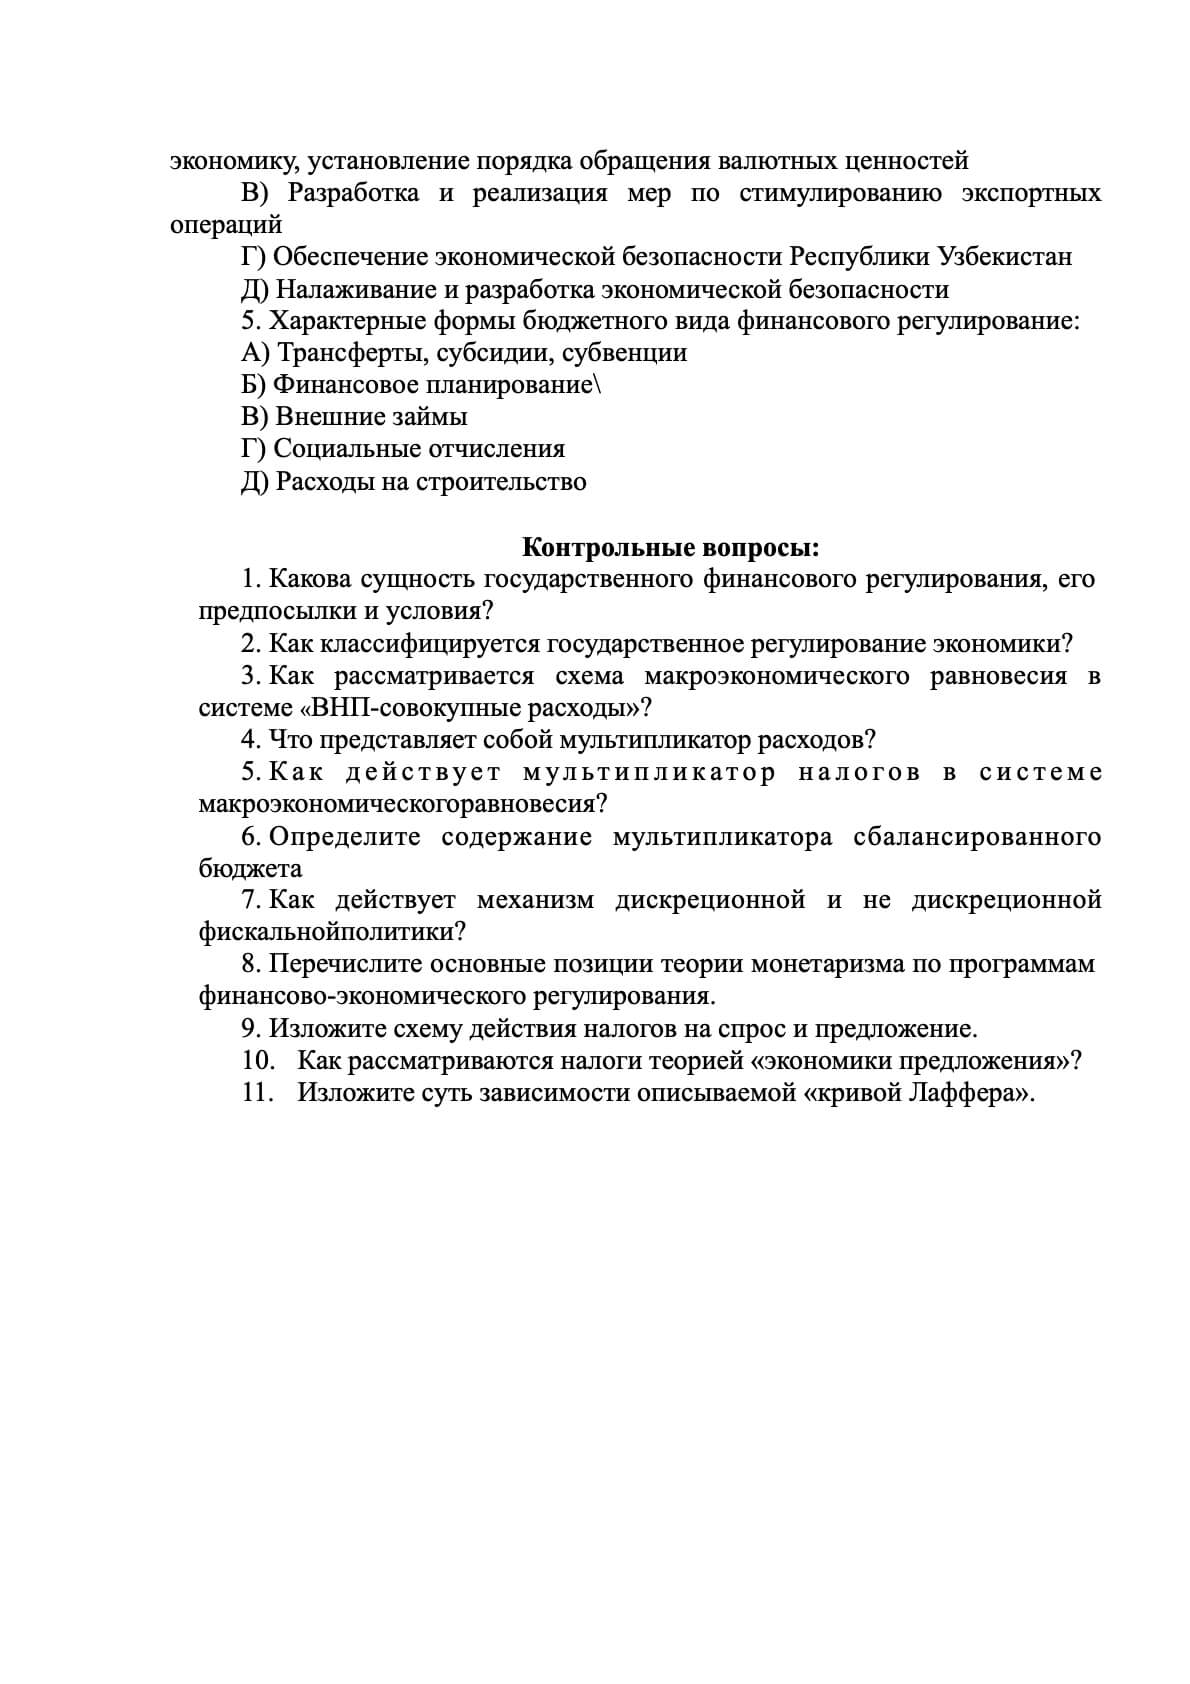 экономику, установление порядка обращения валютных ценностей
В) Разработка и реализация мер по стимулированию экспортных
операций
Г) Обеспечение экономической безопасности Республики Узбекистан
Д) Налаживание и разработка экономической безопасности
5. Характерные формы бюджетного вида финансового регулирование:
А) Трансферты, субсидии, субвенции
Б) Финансовое планирование\
В) Внешние займы
Г) Социальные отчисления
Д) Расходы на строительство
Контрольные вопросы:
1. Какова сущность государственного финансового регулирования, его
предпосылки и условия?
2. Как классифицируется государственное регулирование экономики?
3. Как рассматривается схема макроэкономического равновесия в
системе «ВНП-совокупные расходы»?
4. Что представляет собой мультипликатор расходов?
5. Как действует мультипликатор налогов в системе
макроэкономическогоравновесия?
6. Определите содержание мультипликатора сбалансированного
бюджета
7. Как действует механизм дискреционной и не дискреционной
фискальнойполитики?
8. Перечислите основные позиции теории монетаризма по программам
финансово-экономического регулирования.
9. Изложите схему действия налогов на спрос и предложение.
10. Как рассматриваются налоги теорией «экономики предложения»?
11. Изложите суть зависимости описываемой «кривой Лаффера».